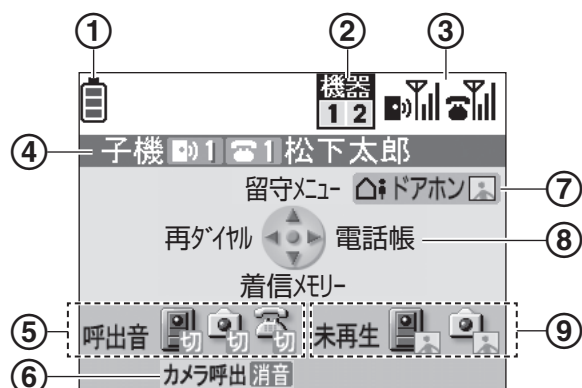 ① ② ③
機器
1 2
④ 子機 1 1 松下太郎
留守メニュー ドアホン ⑦
再ダイヤル 電話帳 ⑧
着信メモリー
⑤ 呼出音 切 切 切 未再生 ⑨
⑥ カメラ呼出 消音